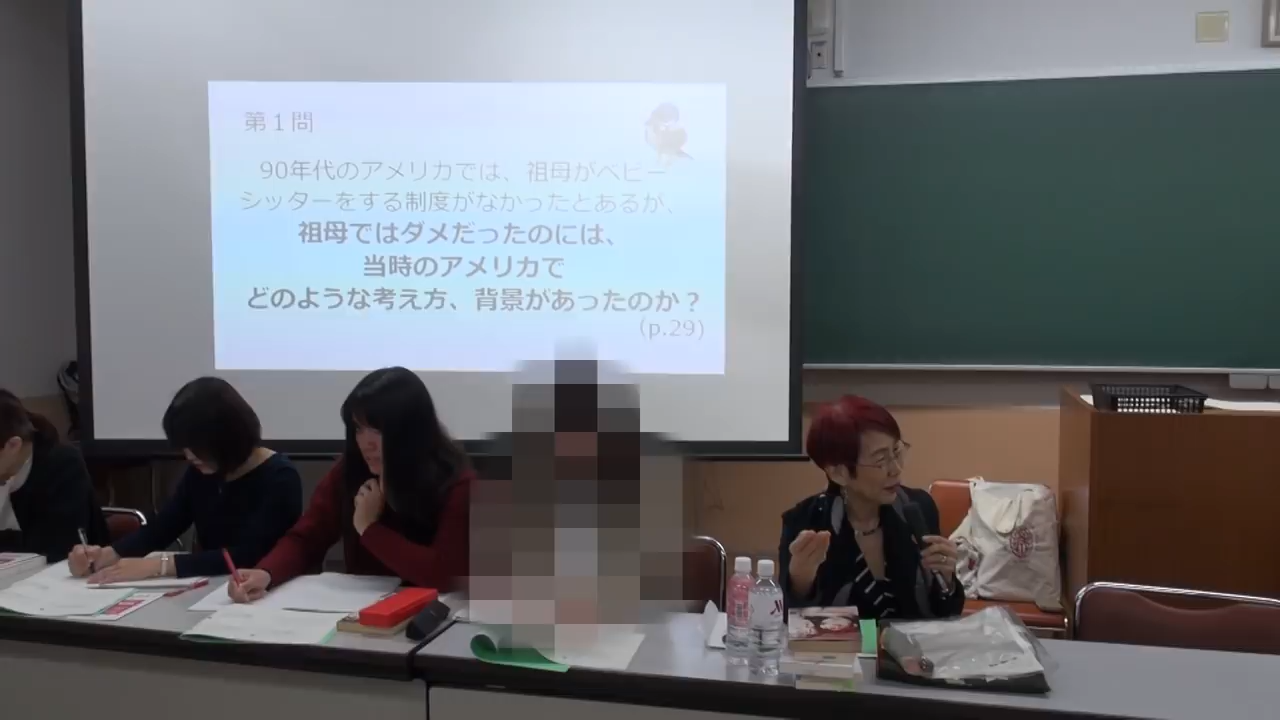 第１問
90年代のアメリカでは、祖母がベビー
シッターをする制度がなかったとあるが、
祖母ではダメだったのには、
当時のアメリカで
どのような考え方、背景があったのか？
（p.29）